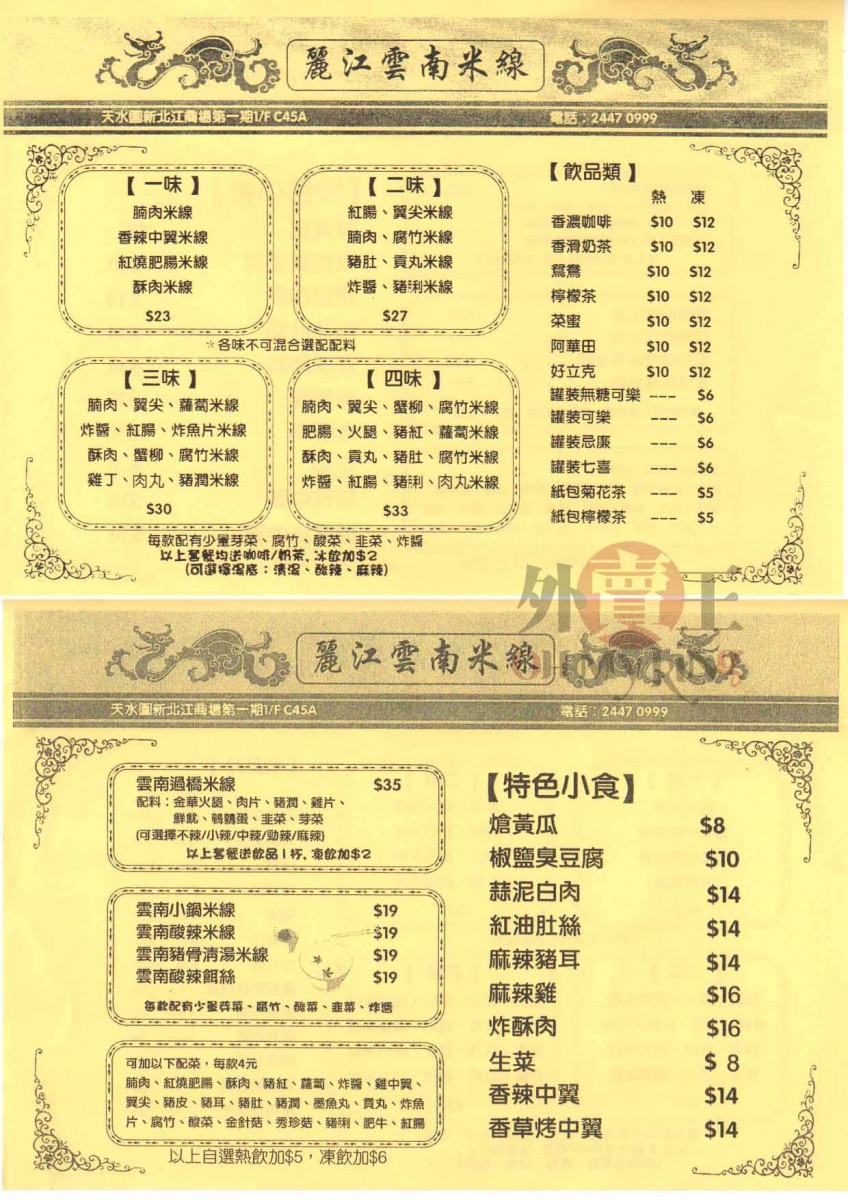 麗江雲南米線
天水圍新北江商場第一期1/F C45A
電話：2447 0999
【一味】
腩肉米線
香辣中翼米線
紅燒肥腸米線
酥肉米線
$23
【二味】
紅腸、翼尖米線
腩肉、腐竹米線
豬肚、貢丸米線
炸醬、豬脷米線
$27
＊各味不可混合選配配料
【三味】
腩肉、翼尖、蘿蔔米線
炸醬、紅腸、炸魚片米線
酥肉、蟹柳、腐竹米線
雞丁、肉丸、豬潤米線
$30
【四味】
腩肉、翼尖、蟹柳、腐竹米線
肥腸、火腿、豬紅、蘿蔔米線
酥肉、貢丸、豬肚、腐竹米線
炸醬、紅腸、豬脷、肉丸米線
$33
每款配有少量芽菜、腐竹、酸菜、韭菜、炸醬
以上套餐均送咖啡/奶茶，冰飲加$2
(可選擇湯底：清湯、酸辣、麻辣)
【飲品類】
熱 凍
香濃咖啡 $10 $12
香滑奶茶 $10 $12
鴛鴦 $10 $12
檸檬茶 $10 $12
菜蜜 $10 $12
阿華田 $10 $12
好立克 $10 $12
罐裝無糖可樂 --- $6
罐裝可樂 --- $6
罐裝忌廉 --- $6
罐裝七喜 --- $6
紙包菊花茶 --- $5
紙包檸檬茶 --- $5
外賣王
麗江雲南米線
天水圍新北江商場第一期1/F C45A
電話：2447 0999
雲南過橋米線 $35
配料：金華火腿、肉片、豬潤、雞片、
鮮魷、鵪鶉蛋、韭菜、芽菜
(可選擇不辣/小辣/中辣/勁辣/麻辣)
以上套餐送飲品1杯，凍飲加$2
雲南小鍋米線 $19
雲南酸辣米線 $19
雲南豬骨清湯米線 $19
雲南酸辣餌絲 $19
每款配有少量芽菜、腐竹、酸菜、韭菜、炸醬
可加以下配菜，每款4元
腩肉、紅燒肥腸、酥肉、豬紅、蘿蔔、炸醬、雞中翼、
翼尖、豬皮、豬耳、豬肚、豬潤、墨魚丸、貢丸、炸魚
片、腐竹、酸菜、金針菇、秀珍菇、豬脷、肥牛、紅腸
以上自選熱飲加$5，凍飲加$6
【特色小食】
熗黃瓜 $8
椒鹽臭豆腐 $10
蒜泥白肉 $14
紅油肚絲 $14
麻辣豬耳 $14
麻辣雞 $16
炸酥肉 $16
生菜 $ 8
香辣中翼 $14
香草烤中翼 $14